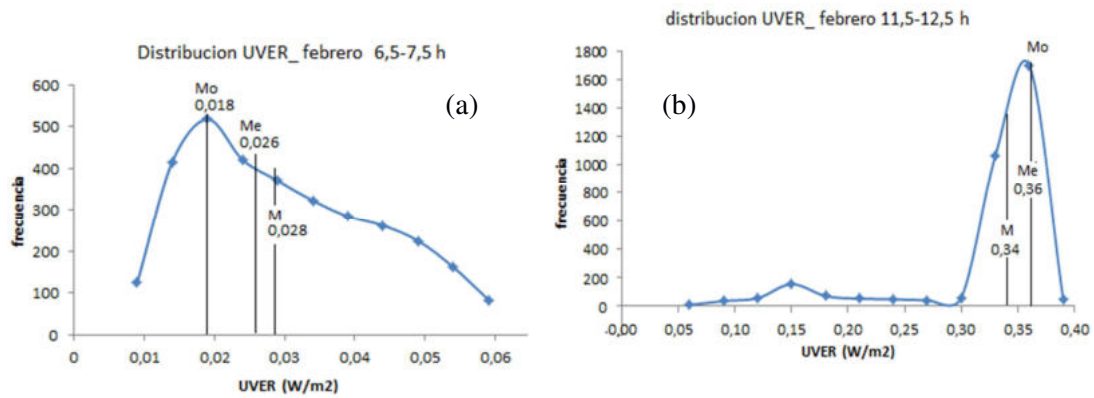 Distribucion UVER_ febrero 6,5-7,5 h
(a)
600
500
400
300
200
100
0
frecuencia
Mo
0,018
Me
0,026
M
0,028
0
0,01
0,02
0,03
0,04
0,05
0,06
UVER (W/m2)
distribucion UVER_ febrero 11,5-12,5 h
(b)
1800
1600
1400
1200
1000
800
600
400
200
0
frecuencia
Mo
Me
0,36
M
0,34
-0,00
0,05
0,10
0,15
0,20
0,25
0,30
0,35
0,40
UVER (W/m2)